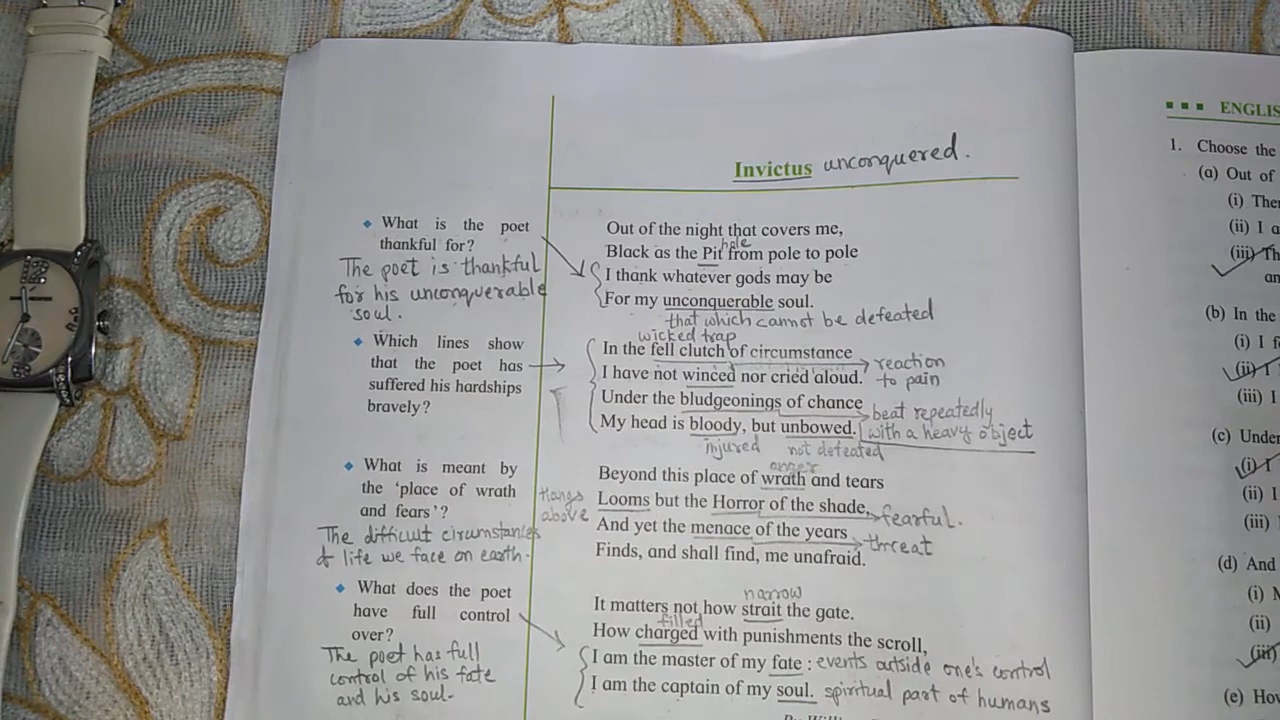 Invictus unconquered.
What is the poet
thankful for?
The poet is thankful
for his unconquerable
soul.
Which lines show
that the poet has
suffered his hardships
bravely?
What is meant by
the 'place of wrath
and fears'?
The difficult circumstances
of life we face on earth.
What does the poet
have full control
over?
The poet has full
control of his fate
and his soul.
Out of the night that covers me,
hole
Black as the Pit from pole to pole
I thank whatever gods may be
For my unconquerable soul.
that which cannot be defeated
wicked trap
In the fell clutch of circumstance
I have not winced nor cried aloud. reaction
to pain
Under the bludgeonings of chance
beat repeatedly
My head is bloody, but unbowed. with a heavy object
injured not defeated
anger
Beyond this place of wrath and tears
Hangs above
Looms but the Horror of the shade, fearful.
And yet the menace of the years threat
Finds, and shall find, me unafraid.
narrow
It matters not how strait the gate.
filled
How charged with punishments the scroll,
I am the master of my fate : events outside one's control
I am the captain of my soul. spiritual part of humans
ENGLIS
1. Choose the
(a) Out of
(i) Ther
(ii) I a
(iii) Th
an
(b) In the
(i) I f
(ii) I
(iii) I
(c) Under
(i) I
(ii) I
(iii)
(d) And
(i) N
(ii)
(iii)
(e) Ho